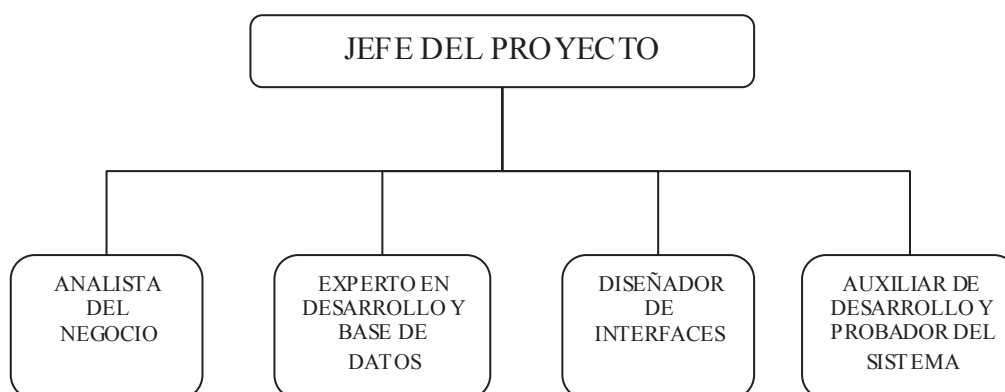 JEFE DEL PROYECTO
ANALISTA
DEL
NEGOCIO
EXPERTO EN
DESARROLLO Y
BASE DE
DATOS
DISEÑADOR
DE
INTERFACES
AUXILIAR DE
DESARROLLO Y
PROBADOR DEL
SISTEMA